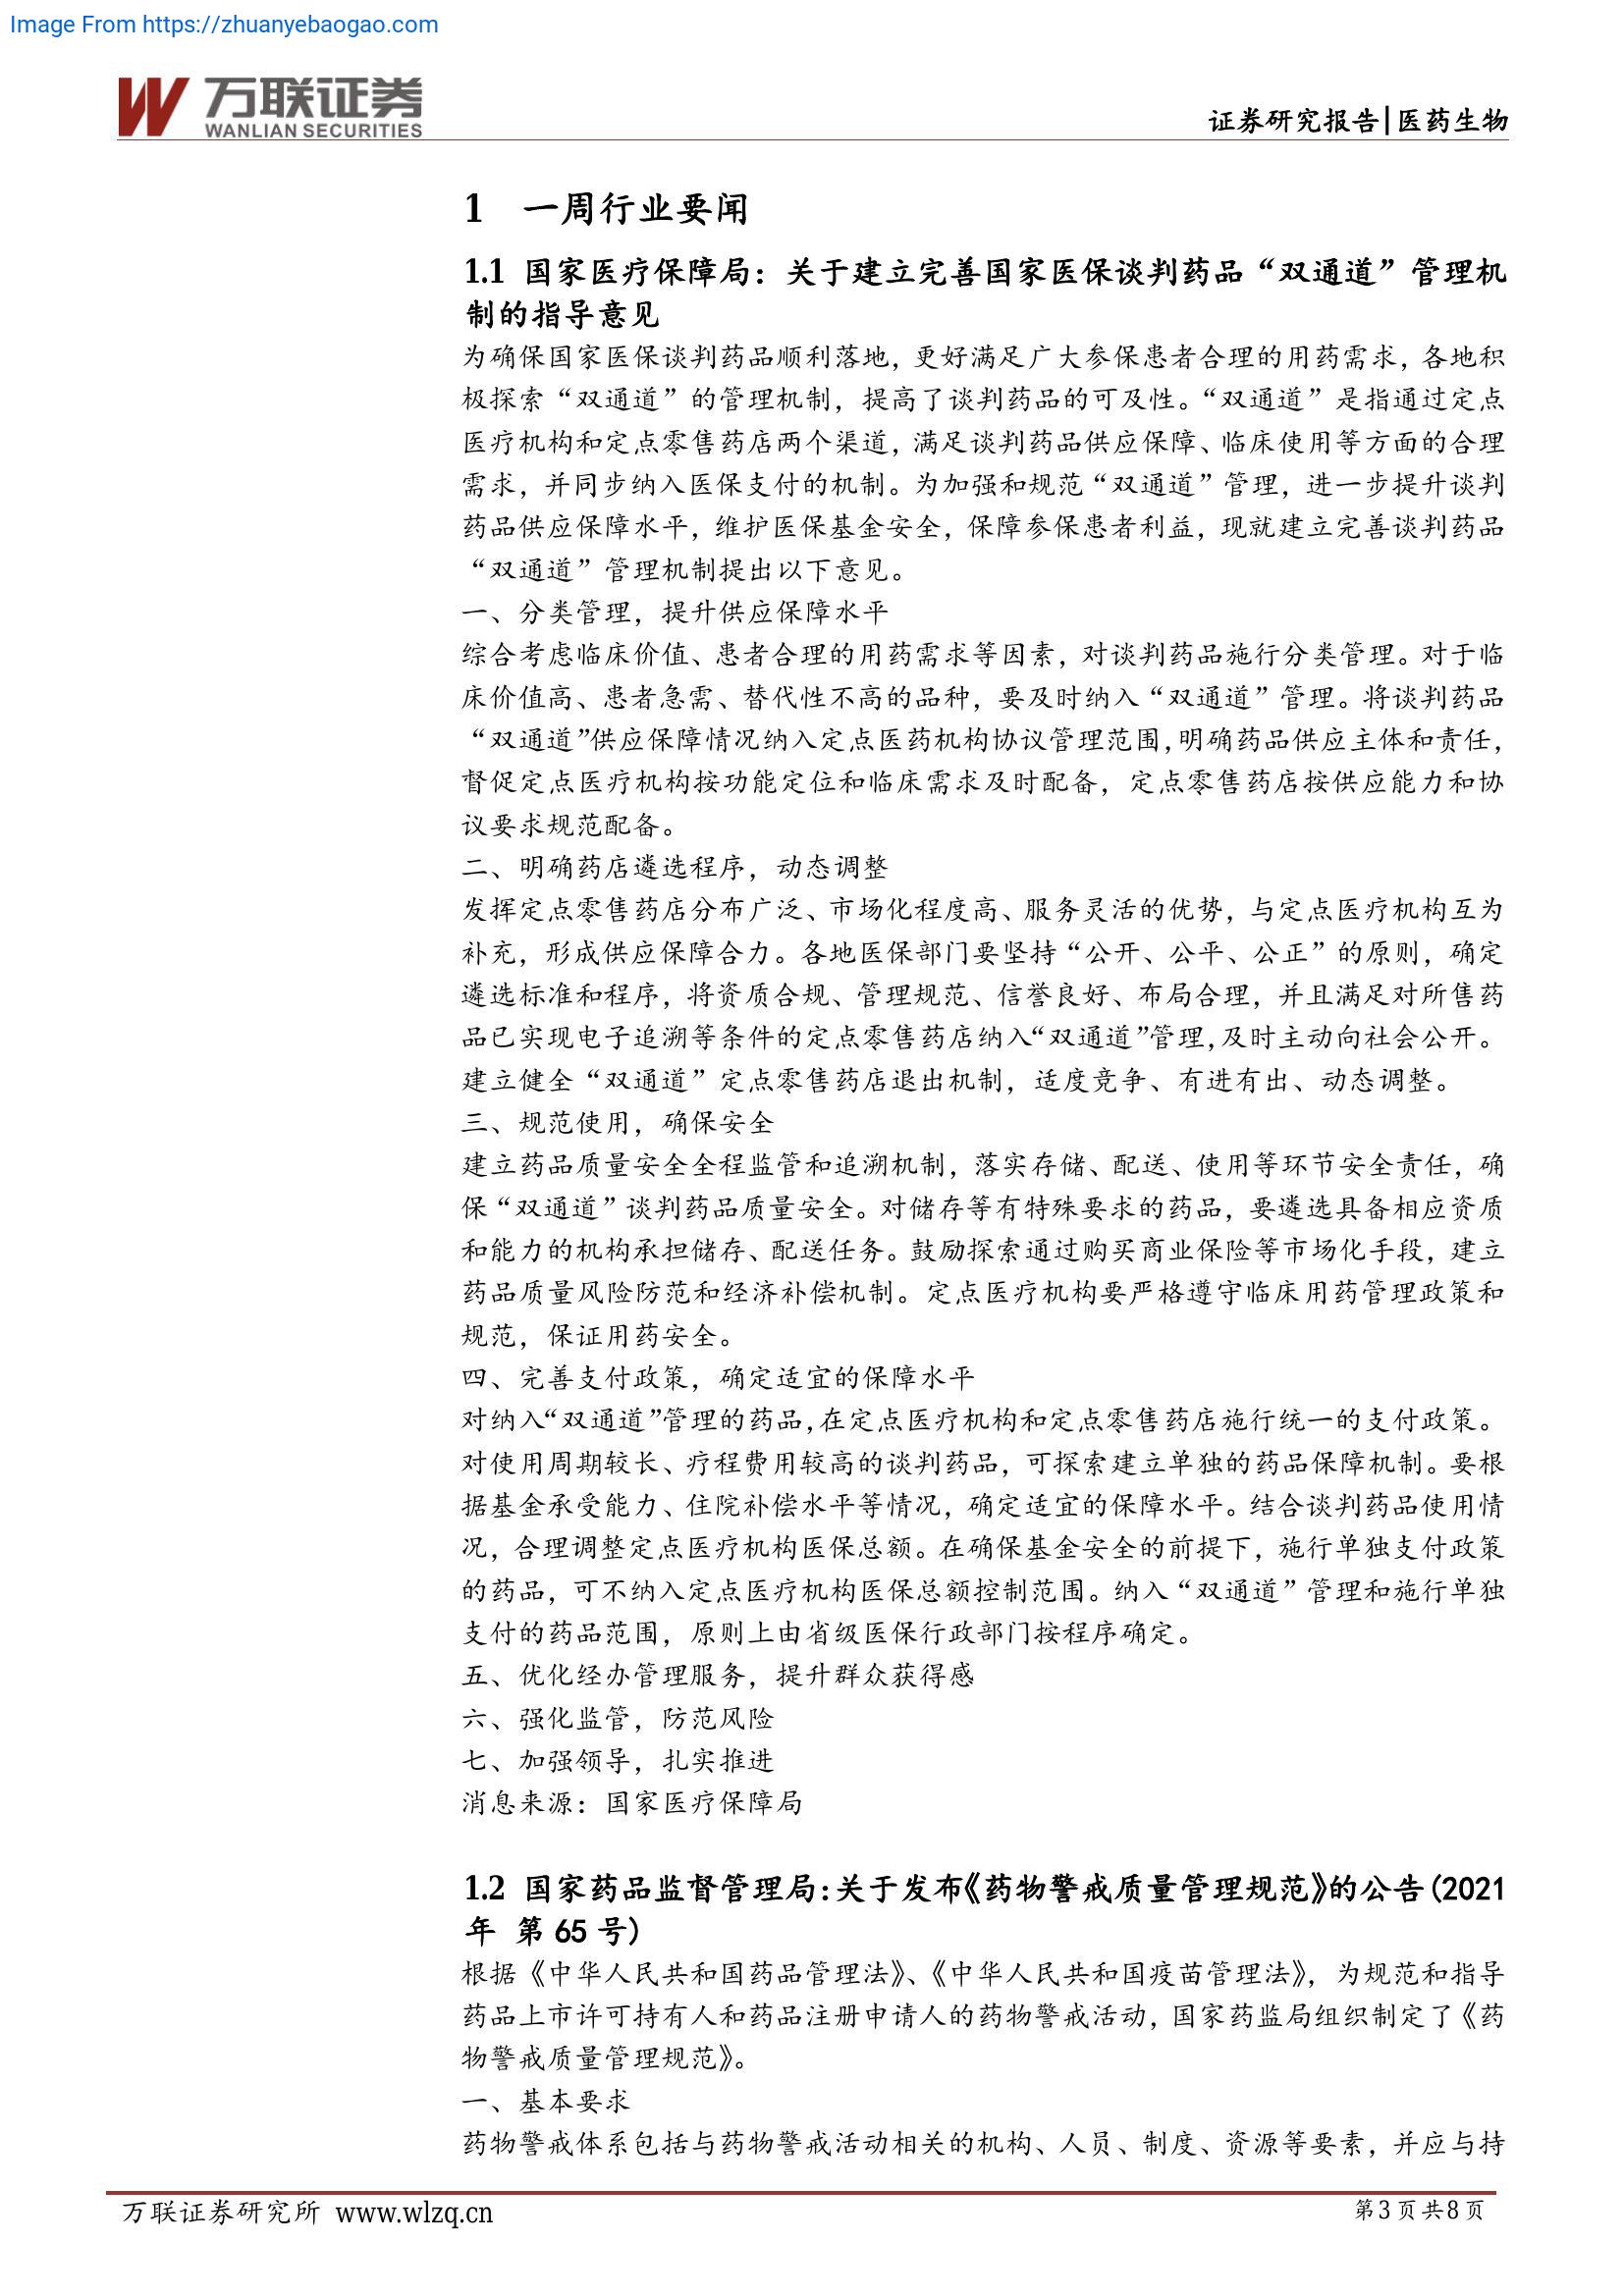 Image From https://zhuanyebaogao.com
万联证券
WANLIAN SECURITIES
证券研究报告|医药生物
1 一周行业要闻
1.1 国家医疗保障局：关于建立完善国家医保谈判药品“双通道”管理机
制的指导意见
为确保国家医保谈判药品顺利落地，更好满足广大参保患者合理的用药需求，各地积
极探索“双通道”的管理机制，提高了谈判药品的可及性。“双通道”是指通过定点
医疗机构和定点零售药店两个渠道，满足谈判药品供应保障、临床使用等方面的合理
需求，并同步纳入医保支付的机制。为加强和规范“双通道”管理，进一步提升谈判
药品供应保障水平，维护医保基金安全，保障参保患者利益，现就建立完善谈判药品
“双通道”管理机制提出以下意见。
一、分类管理，提升供应保障水平
综合考虑临床价值、患者合理的用药需求等因素，对谈判药品施行分类管理。对于临
床价值高、患者急需、替代性不高的品种，要及时纳入“双通道”管理。将谈判药品
“双通道”供应保障情况纳入定点医药机构协议管理范围，明确药品供应主体和责任，
督促定点医疗机构按功能定位和临床需求及时配备，定点零售药店按供应能力和协
议要求规范配备。
二、明确药店遴选程序，动态调整
发挥定点零售药店分布广泛、市场化程度高、服务灵活的优势，与定点医疗机构互为
补充，形成供应保障合力。各地医保部门要坚持“公开、公平、公正”的原则，确定
遴选标准和程序，将资质合规、管理规范、信誉良好、布局合理，并且满足对所售药
品已实现电子追溯等条件的定点零售药店纳入“双通道”管理，及时主动向社会公开。
建立健全“双通道”定点零售药店退出机制，适度竞争、有进有出、动态调整。
三、规范使用，确保安全
建立药品质量安全全程监管和追溯机制，落实存储、配送、使用等环节安全责任，确
保“双通道”谈判药品质量安全。对储存等有特殊要求的药品，要遴选具备相应资质
和能力的机构承担储存、配送任务。鼓励探索通过购买商业保险等市场化手段，建立
药品质量风险防范和经济补偿机制。定点医疗机构要严格遵守临床用药管理政策和
规范，保证用药安全。
四、完善支付政策，确定适宜的保障水平
对纳入“双通道”管理的药品，在定点医疗机构和定点零售药店施行统一的支付政策。
对使用周期较长、疗程费用较高的谈判药品，可探索建立单独的药品保障机制。要根
据基金承受能力、住院补偿水平等情况，确定适宜的保障水平。结合谈判药品使用情
况，合理调整定点医疗机构医保总额。在确保基金安全的前提下，施行单独支付政策
的药品，可不纳入定点医疗机构医保总额控制范围。纳入“双通道”管理和施行单独
支付的药品范围，原则上由省级医保行政部门按程序确定。
五、优化经办管理服务，提升群众获得感
六、强化监管，防范风险
七、加强领导，扎实推进
消息来源：国家医疗保障局
1.2 国家药品监督管理局：关于发布《药物警戒质量管理规范》的公告（2021
年 第 65 号）
根据《中华人民共和国药品管理法》、《中华人民共和国疫苗管理法》，为规范和指导
药品上市许可持有人和药品注册申请人的药物警戒活动，国家药监局组织制定了《药
物警戒质量管理规范》。
一、基本要求
药物警戒体系包括与药物警戒活动相关的机构、人员、制度、资源等要素，并应与持
万联证券研究所 www.wlzq.cn
第3页共8页